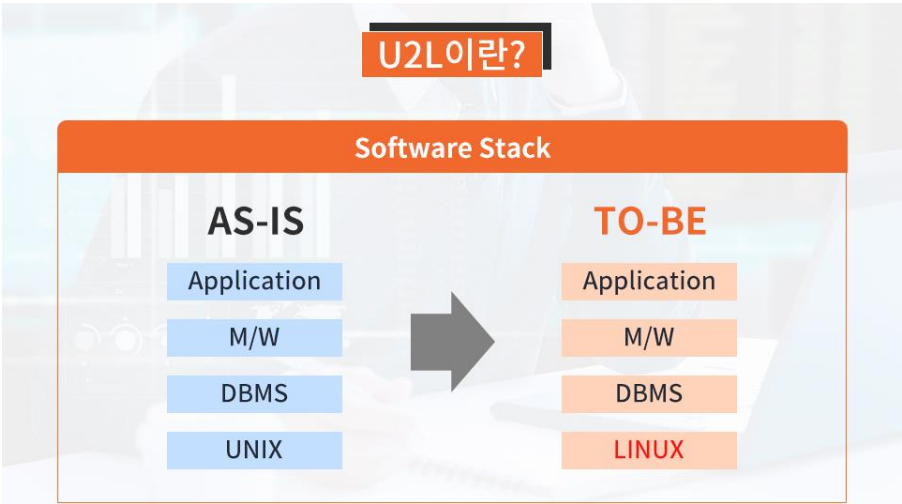 U2L이란?
Software Stack
AS-IS
TO-BE
Application
Application
M/W
M/W
DBMS
DBMS
UNIX
LINUX